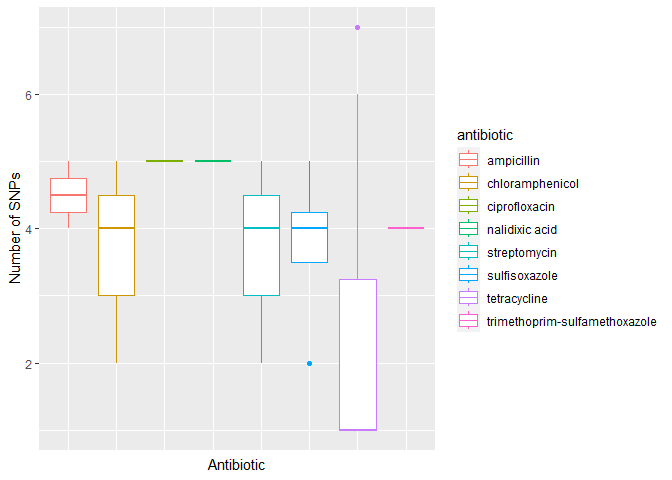 Number of SNPs
6
4
2
Antibiotic
antibiotic
ampicillin
chloramphenicol
ciprofloxacin
nalidixic acid
streptomycin
sulfisoxazole
tetracycline
trimethoprim-sulfamethoxazole